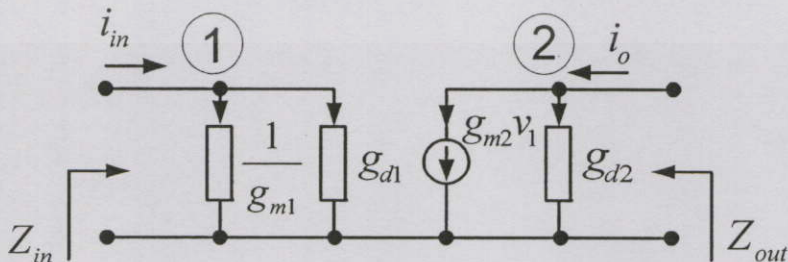 i_in
1
2
i_o
1/g_m1
g_d1
g_m2 v_1
g_d2
Z_in
Z_out